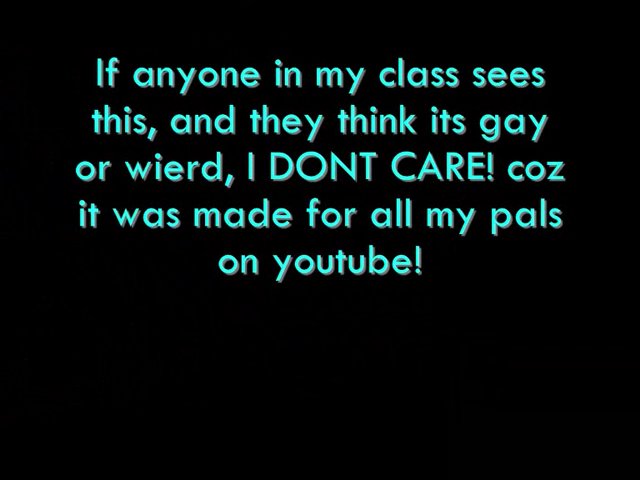 If anyone in my class sees
this, and they think its gay
or wierd, I DONT CARE! coz
it was made for all my pals
on youtube!